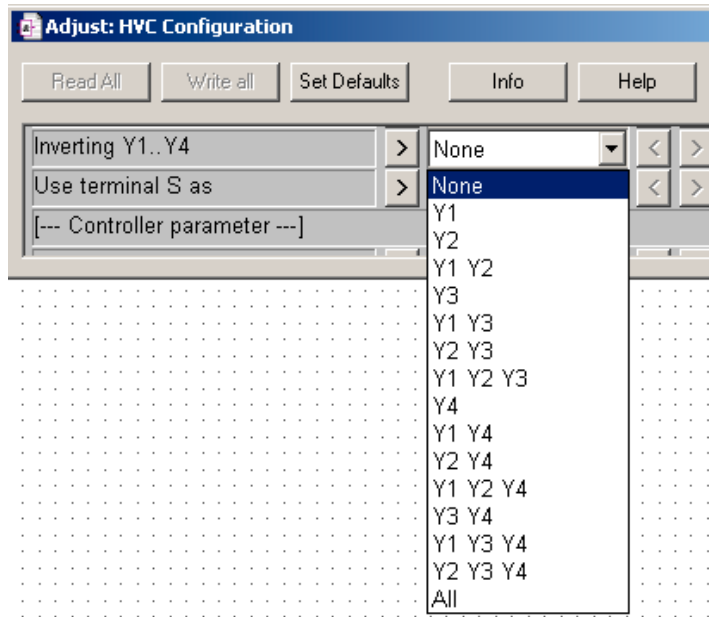 Adjust: HVC Configuration
Read All Write all Set Defaults Info Help
Inverting Y1..Y4 > None < >
Use terminal S as > None < >
[--- Controller parameter ---]
Y1
Y2
Y1 Y2
Y3
Y1 Y3
Y2 Y3
Y1 Y2 Y3
Y4
Y1 Y4
Y2 Y4
Y1 Y2 Y4
Y3 Y4
Y1 Y3 Y4
Y2 Y3 Y4
All